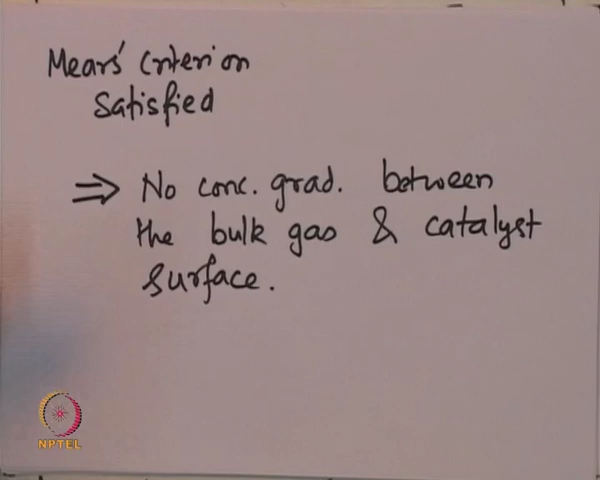 Mears' Criterion
Satisfied
⇒ No conc. grad. between
the bulk gas & catalyst
surface.
NPTEL